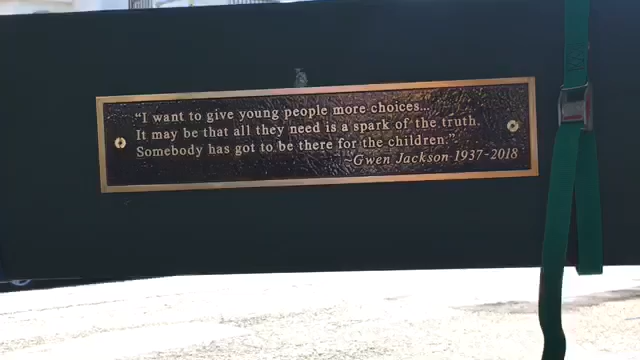 "I want to give young people more choices...
It may be that all they need is a spark of the truth.
Somebody has got to be there for the children."
~Gwen Jackson 1937-2018